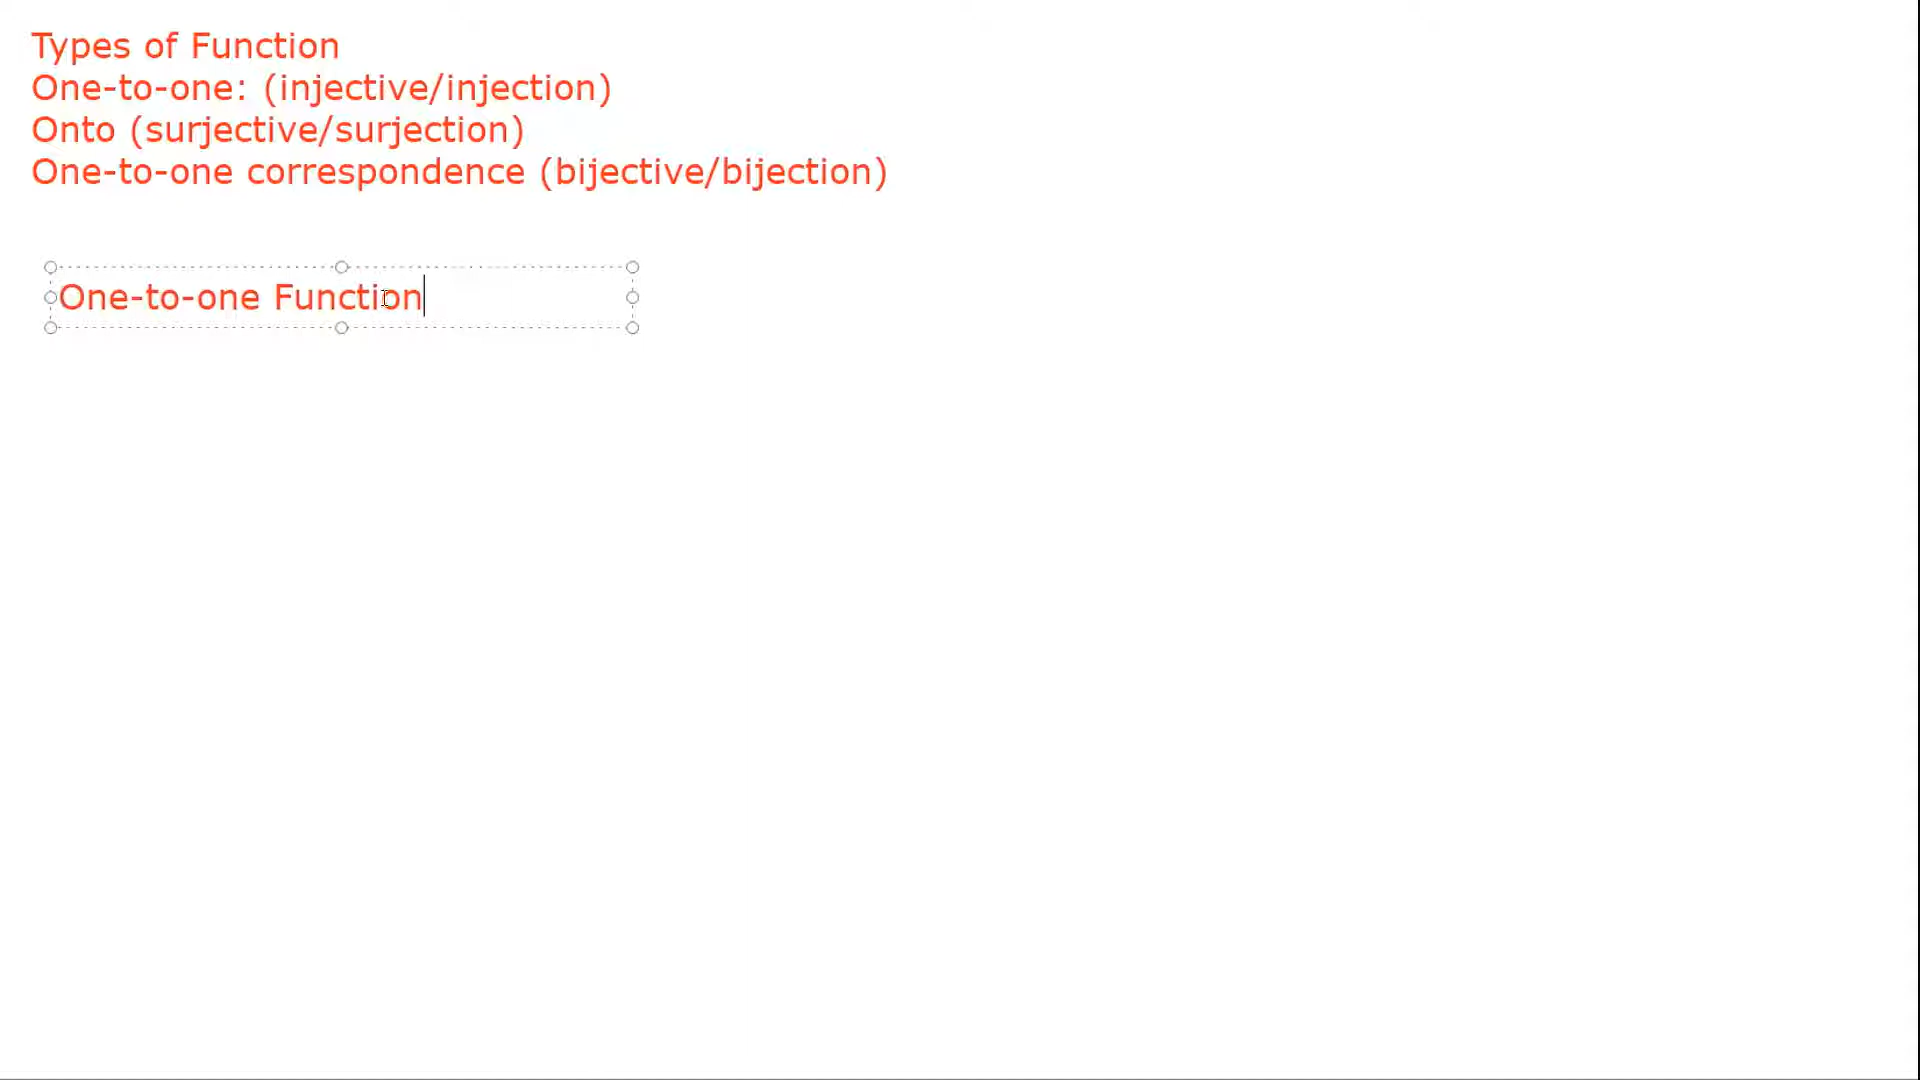 Types of Function
One-to-one: (injective/injection)
Onto (surjective/surjection)
One-to-one correspondence (bijective/bijection)
One-to-one Function